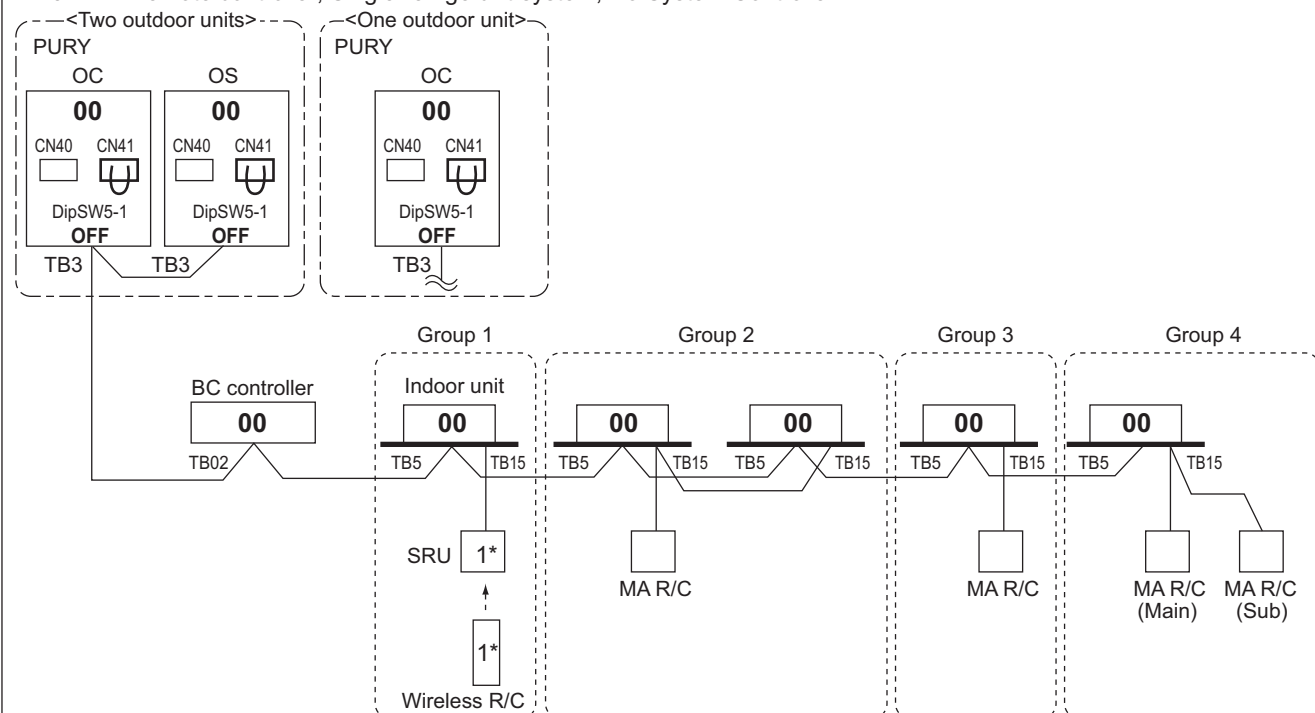 <Two outdoor units>
PURY
OC OS
00 00
CN40 CN41 CN40 CN41
DipSW5-1 DipSW5-1
OFF OFF
TB3 TB3
<One outdoor unit>
PURY
OC
00
CN40 CN41
DipSW5-1
OFF
TB3
Group 1 Group 2 Group 3 Group 4
BC controller Indoor unit
00 00 00 00 00 00
TB02 TB5 TB15 TB5 TB15 TB5 TB15 TB5 TB15 TB5 TB15
SRU 1*
MA R/C MA R/C MA R/C MA R/C
(Main) (Sub)
1*
Wireless R/C